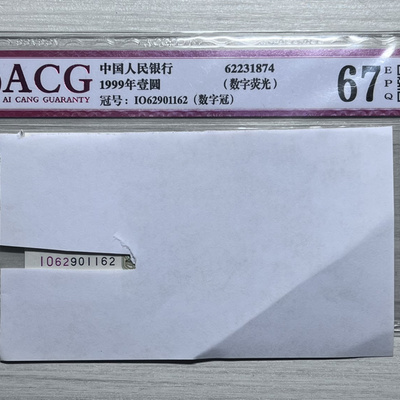 ACG
AI CANG GUARANTY
中国人民银行
1999年壹圆
冠号：IO62901162（数字冠）
62231874
（数字荧光）
67
E
P
Q
IO62901162